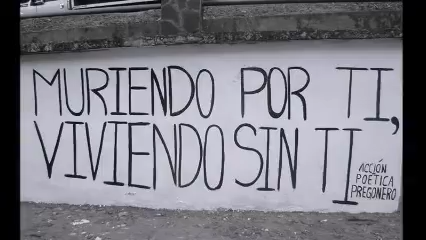 MURIENDO POR TI,
VIVIENDO SIN TI
ACCIÓN
POÉTICA
PREGONERO